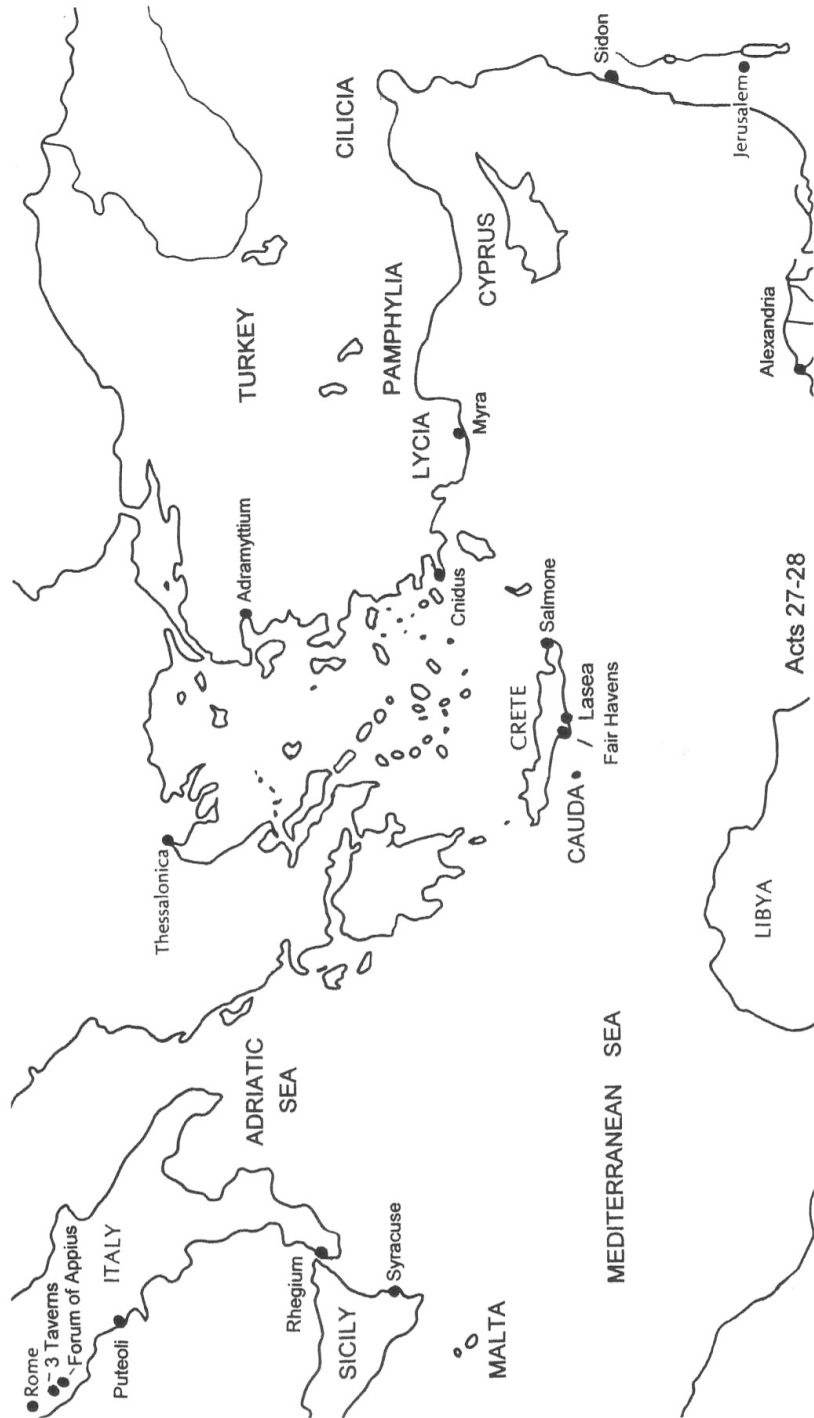 Rome
3 Taverns
Forum of Appius
Puteoli
ITALY
Rhegium
SICILY
Syracuse
MALTA
ADRIATIC
SEA
MEDITERRANEAN SEA
Thessalonica
Adramyttium
Cnidus
CRETE
Salmone
CAUDA
Lasea
Fair Havens
LIBYA
TURKEY
LYCIA
Myra
PAMPHYLIA
CILICIA
CYPRUS
Sidon
Jerusalem
Alexandria
Acts 27-28